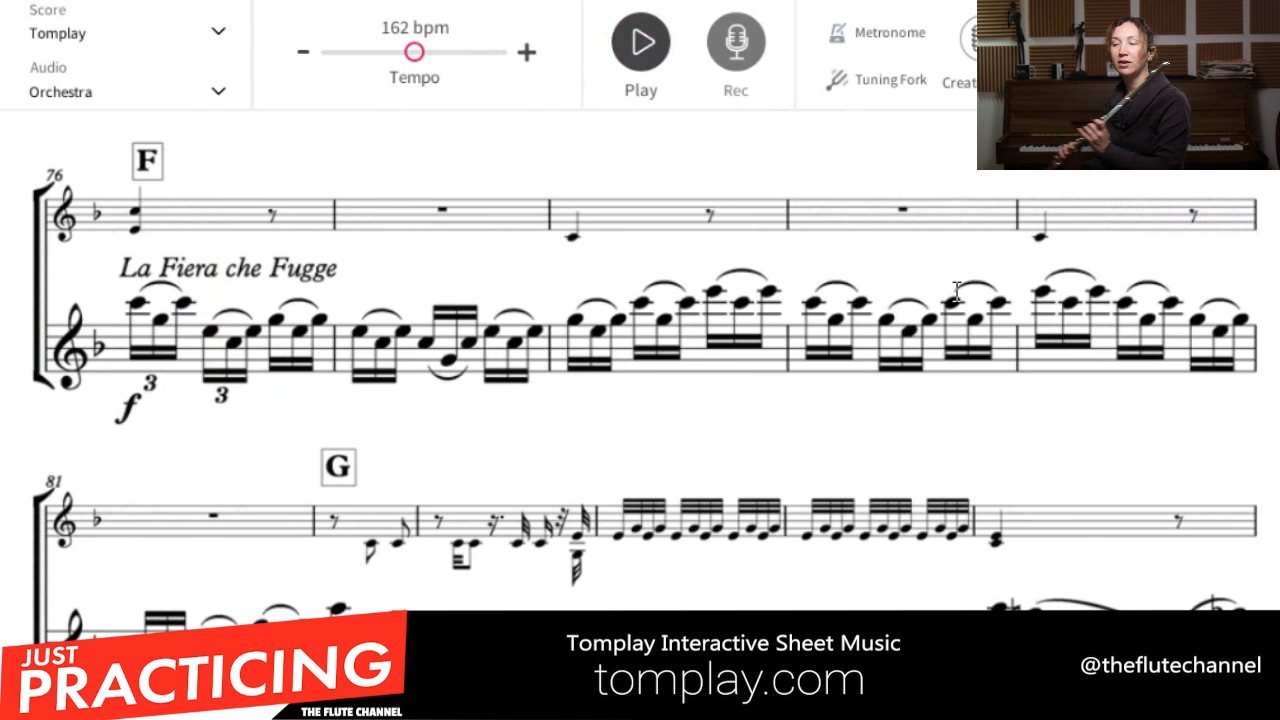 Score
Tomplay
Audio
Orchestra
162 bpm
Tempo
Play
Rec
Metronome
Tuning Fork
Creat
76
F
La Fiera che Fugge
3
3
f
81
G
JUST
PRACTICING
THE FLUTE CHANNEL
Tomplay Interactive Sheet Music
tomplay.com
@theflutechannel